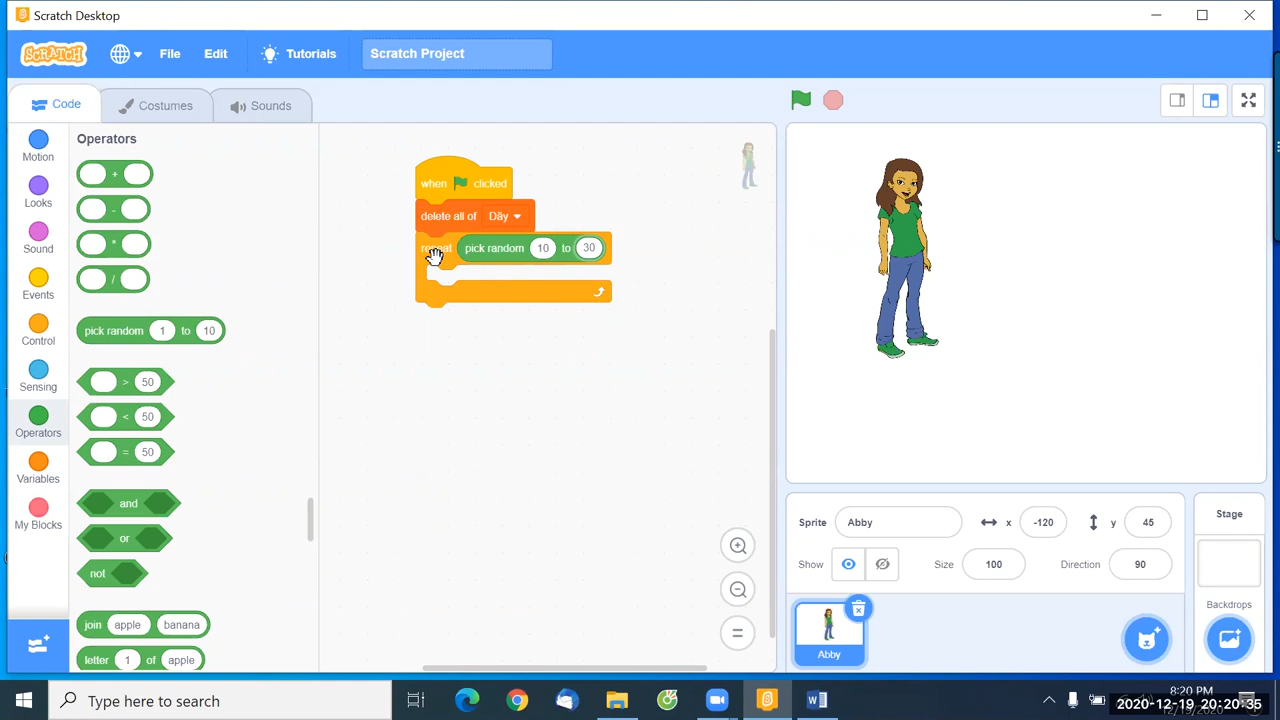 Scratch Desktop
SCRATCH File Edit Tutorials Scratch Project
Code Costumes Sounds
Motion
Looks
Sound
Events
Control
Sensing
Operators
Variables
My Blocks
Operators
+
-
*
/
pick random 1 to 10
> 50
< 50
= 50
and
or
not
join apple banana
letter 1 of apple
when clicked
delete all of Dãy
pick random 10 to 30
Sprite Abby x -120 y 45
Show Size 100 Direction 90
Abby
Stage
Backdrops
Type here to search
8:20 PM
2020-12-19 20:20:35